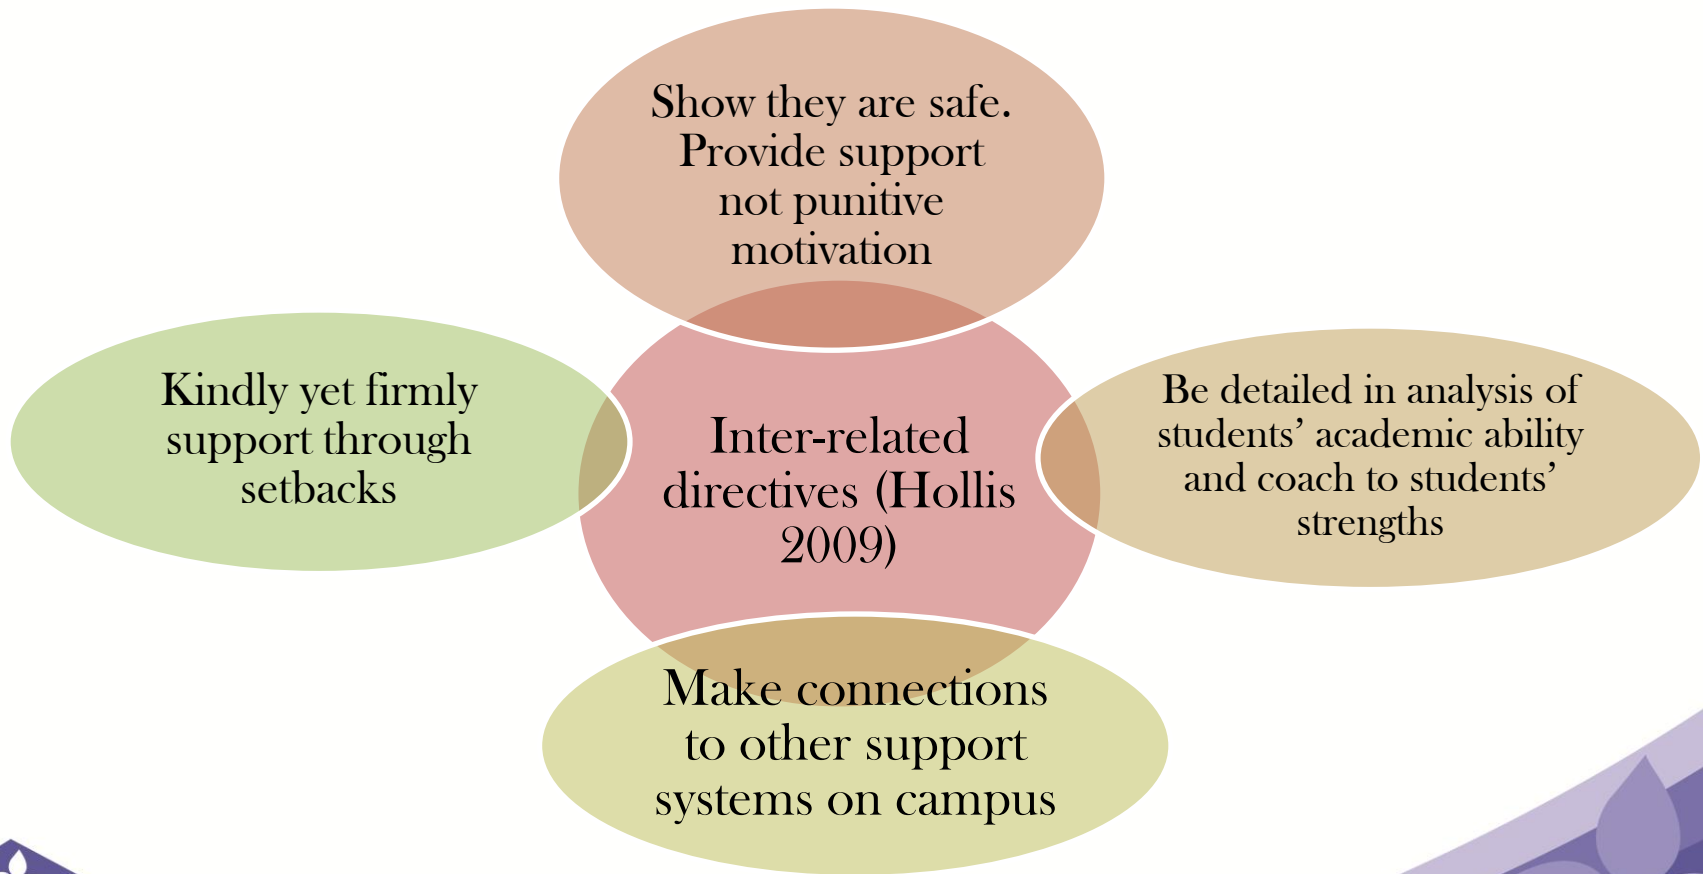 Show they are safe.
Provide support
not punitive
motivation
Kindly yet firmly
support through
setbacks
Inter-related
directives (Hollis
2009)
Be detailed in analysis of
students’ academic ability
and coach to students’
strengths
Make connections
to other support
systems on campus